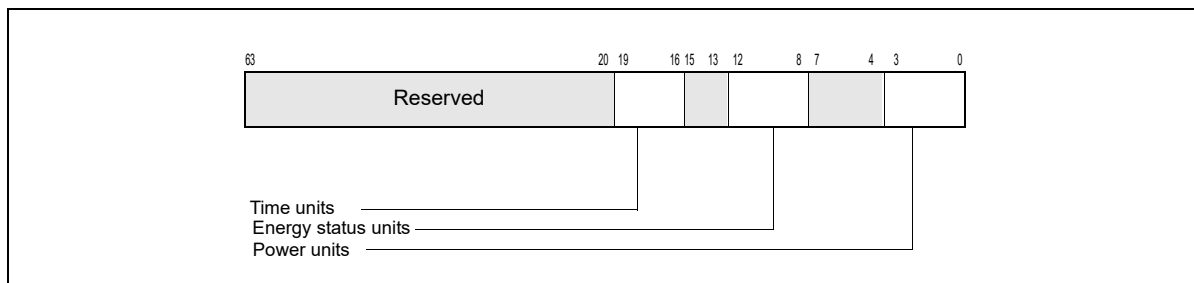 63 20 19 16 15 13 12 8 7 4 3 0
Reserved
Time units
Energy status units
Power units